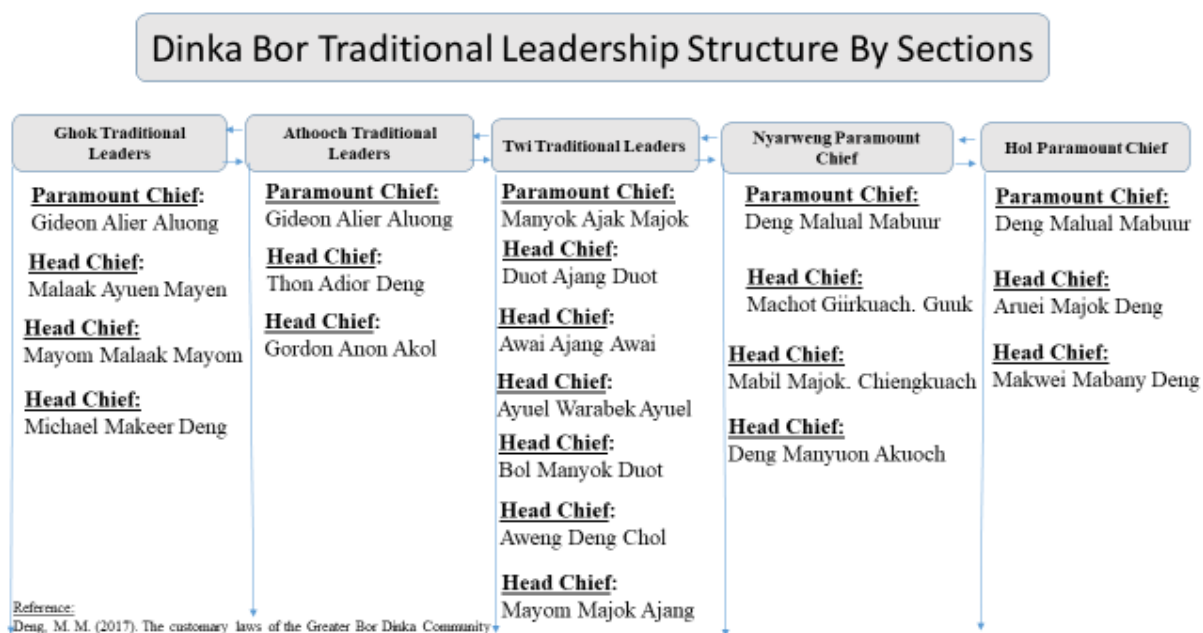 Dinka Bor Traditional Leadership Structure By Sections
Ghok Traditional
Leaders
Paramount Chief:
Gideon Alier Aluong
Head Chief:
Malaak Ayuen Mayen
Head Chief:
Mayom Malaak Mayom
Head Chief:
Michael Makeer Deng
Athooch Traditional
Leaders
Paramount Chief:
Gideon Alier Aluong
Head Chief:
Thon Adior Deng
Head Chief:
Gordon Anon Akol
Twi Traditional Leaders
Paramount Chief:
Manyok Ajak Majok
Head Chief:
Duot Ajang Duot
Head Chief:
Awai Ajang Awai
Head Chief:
Ayuel Warabek Ayuel
Head Chief:
Bol Manyok Duot
Head Chief:
Aweng Deng Chol
Head Chief:
Mayom Majok Ajang
Nyarweng Paramount
Chief
Paramount Chief:
Deng Malual Mabuur
Head Chief:
Machot Giirkuach. Guuk
Head Chief:
Mabil Majok. Chiengkuach
Head Chief:
Deng Manyuon Akuoch
Hol Paramount Chief
Paramount Chief:
Deng Malual Mabuur
Head Chief:
Aruei Majok Deng
Head Chief:
Makwei Mabany Deng
Reference:
Deng, M. M. (2017). The customary laws of the Greater Bor Dinka Community